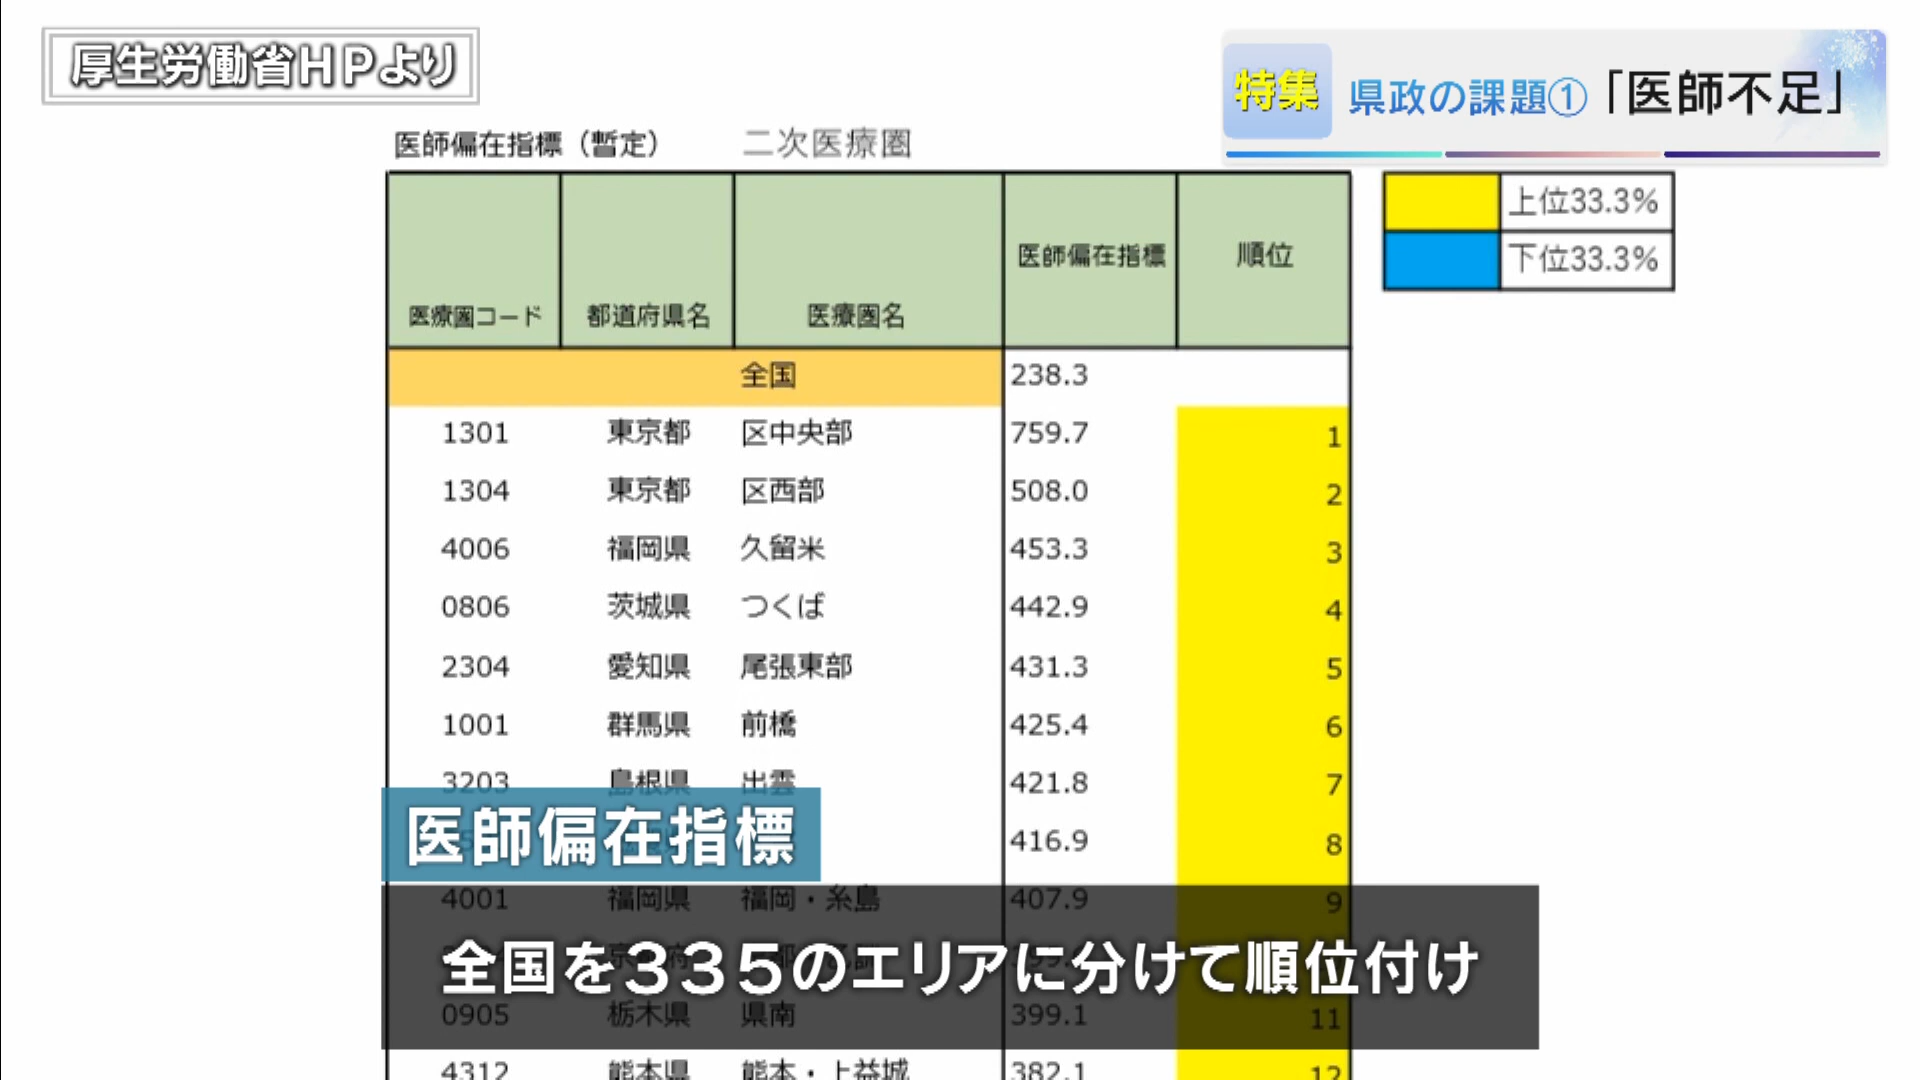 厚生労働省HPより
特集 県政の課題①「医師不足」
医師偏在指標（暫定） 二次医療圏
上位33.3%
下位33.3%
医療圏コード 都道府県名 医療圏名 医師偏在指標 順位
全国 238.3
1301 東京都 区中央部 759.7 1
1304 東京都 区西部 508.0 2
4006 福岡県 久留米 453.3 3
0806 茨城県 つくば 442.9 4
2304 愛知県 尾張東部 431.3 5
1001 群馬県 前橋 425.4 6
3203 島根県 出雲 421.8 7
416.9 8
医師偏在指標
4001 福岡県 福岡・糸島 407.9 9
全国を335のエリアに分けて順位付け
0905 栃木県 県南 399.1 11
4312 熊本県 熊本・上益城 382.1 12